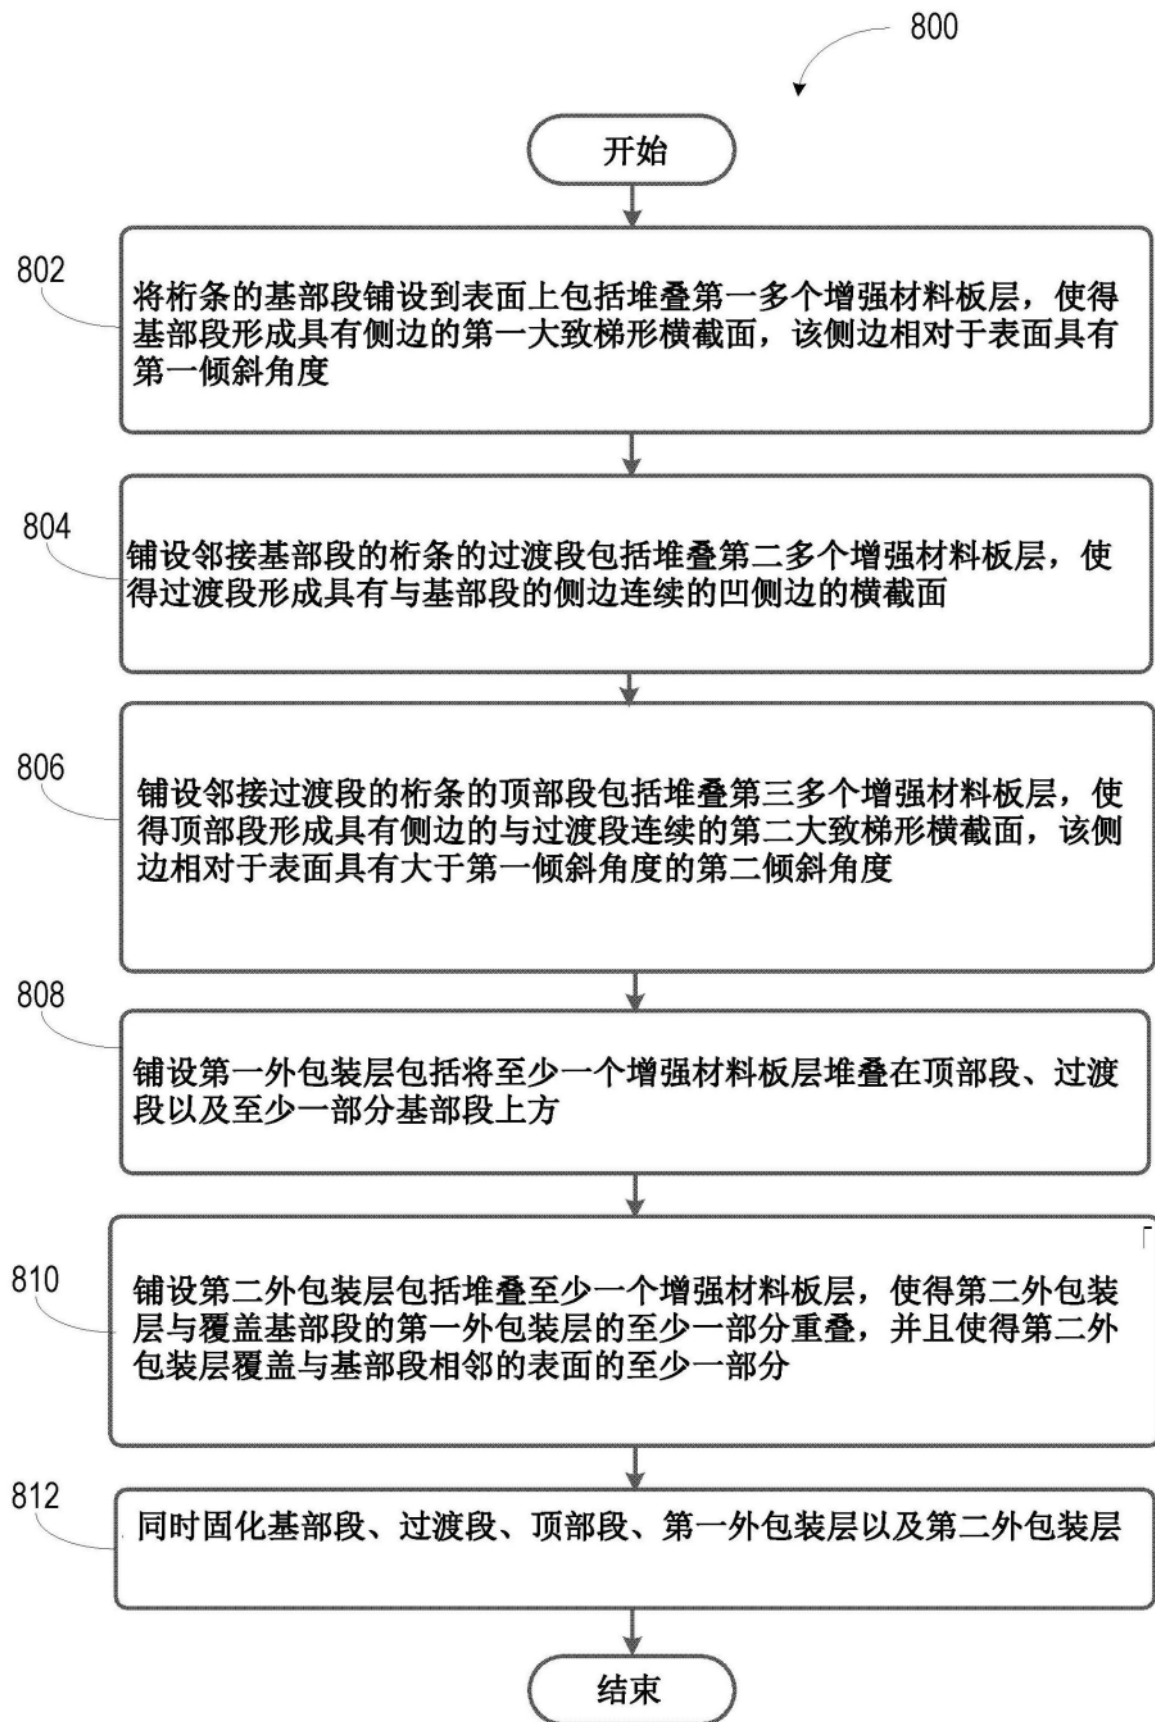 800
开始
802
将桁条的基部段铺设到表面上包括堆叠第一多个增强材料板层，使得
基部段形成具有侧边的第一大致梯形横截面，该侧边相对于表面具有
第一倾斜角度
804
铺设邻接基部段的桁条的过渡段包括堆叠第二多个增强材料板层，使
得过渡段形成具有与基部段的侧边连续的凹侧边的横截面
806
铺设邻接过渡段的桁条的顶部段包括堆叠第三多个增强材料板层，使
得顶部段形成具有侧边的与过渡段连续的第二大致梯形横截面，该侧
边相对于表面具有大于第一倾斜角度的第二倾斜角度
808
铺设第一外包装层包括将至少一个增强材料板层堆叠在顶部段、过渡
段以及至少一部分基部段上方
810
铺设第二外包装层包括堆叠至少一个增强材料板层，使得第二外包装
层与覆盖基部段的第一外包装层的至少一部分重叠，并且使得第二外
包装层覆盖与基部段相邻的表面的至少一部分
812
同时固化基部段、过渡段、顶部段、第一外包装层以及第二外包装层
结束